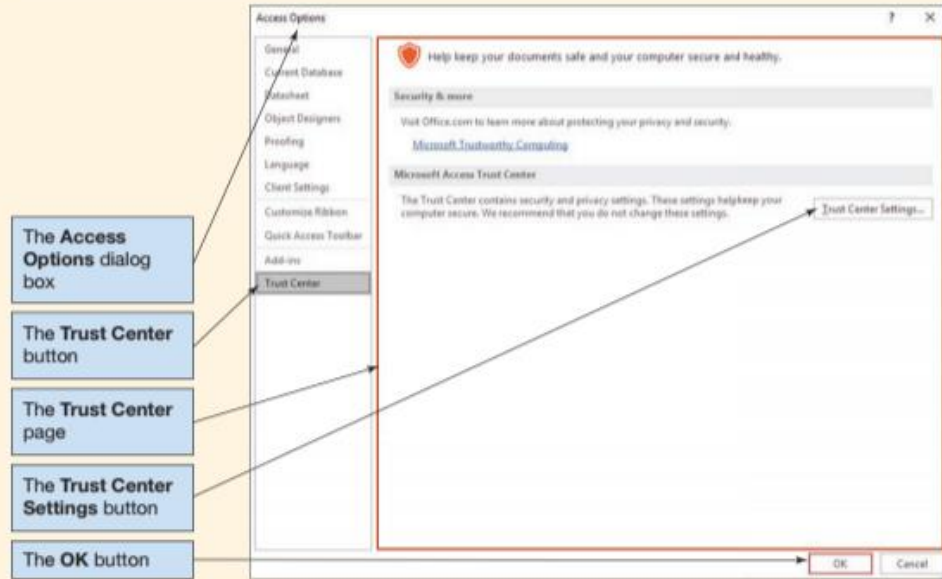 Access Options
? ×
General
Current Database
Datasheet
Object Designers
Proofing
Language
Client Settings
Customize Ribbon
Quick Access Toolbar
Add-ins
Trust Center
Help keep your documents safe and your computer secure and healthy.
Security & more
Visit Office.com to learn more about protecting your privacy and security.
Microsoft Trustworthy Computing
Microsoft Access Trust Center
The Trust Center contains security and privacy settings. These settings helpkeep your
computer secure. We recommend that you do not change these settings.
Trust Center Settings...
OK
Cancel
The Access
Options dialog
box
The Trust Center
button
The Trust Center
page
The Trust Center
Settings button
The OK button